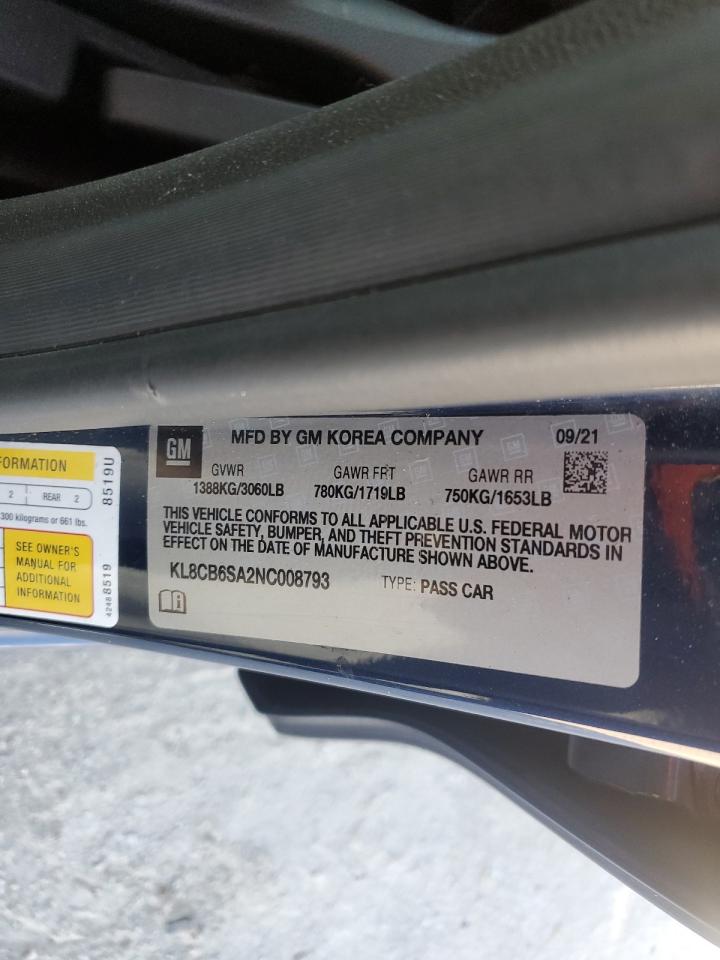 GM
MFD BY GM KOREA COMPANY 09/21
GVWR GAWR FRT GAWR RR
1388KG/3060LB 780KG/1719LB 750KG/1653LB
THIS VEHICLE CONFORMS TO ALL APPLICABLE U.S. FEDERAL MOTOR
VEHICLE SAFETY, BUMPER, AND THEFT PREVENTION STANDARDS IN
EFFECT ON THE DATE OF MANUFACTURE SHOWN ABOVE.
KL8CB6SA2NC008793 TYPE: PASS CAR
ORMATION
2 REAR 2
300 kilograms or 661 lbs.
SEE OWNER'S
MANUAL FOR
ADDITIONAL
INFORMATION
8519U
42488519